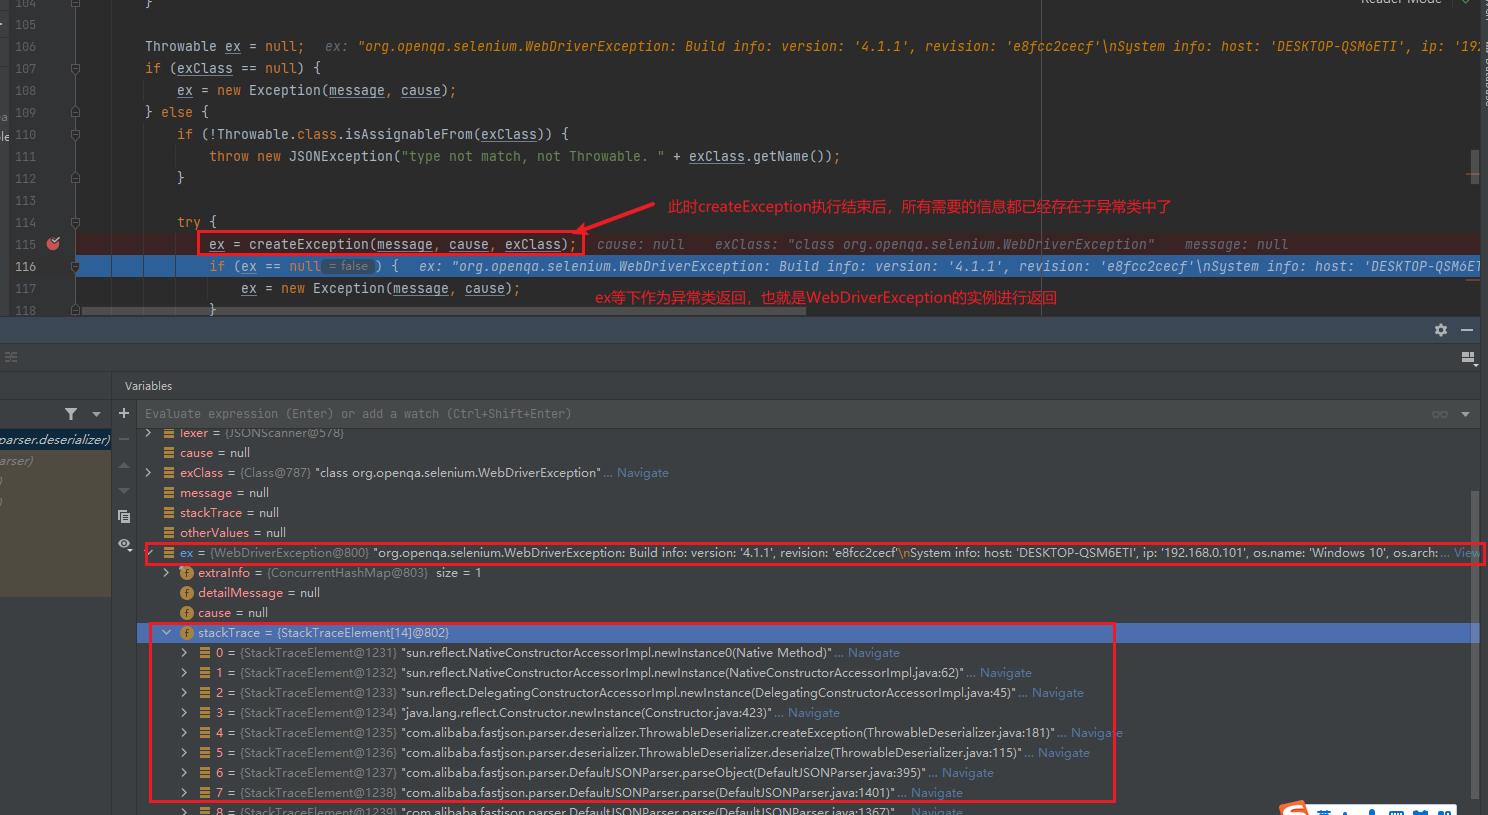 104 }
Reader Mode
105
106 Throwable ex = null; ex: "org.openqa.selenium.WebDriverException: Build info: version: '4.1.1', revision: 'e8fcc2cecf'\nSystem info: host: 'DESKTOP-QSM6ETI', ip: '192
107 if (exClass == null) {
108 ex = new Exception(message, cause);
109 } else {
110 if (!Throwable.class.isAssignableFrom(exClass)) {
111 throw new JSONException("type not match, not Throwable. " + exClass.getName());
112 }
113
此时createException执行结束后，所有需要的信息都已经存在于异常类中了
114 try {
115 ex = createException(message, cause, exClass); cause: null exClass: "class org.openqa.selenium.WebDriverException" message: null
116 if (ex == null = false ) { ex: "org.openqa.selenium.WebDriverException: Build info: version: '4.1.1', revision: 'e8fcc2cecf'\nSystem info: host: 'DESKTOP-QSM6ET
117 ex = new Exception(message, cause);
ex等下作为异常类返回，也就是WebDriverException的实例进行返回
118 }
Variables
Evaluate expression (Enter) or add a watch (Ctrl+Shift+Enter)
parser.deserializer)
arser)
lexer = {JSONScanner@578}
cause = null
exClass = {Class@787} "class org.openqa.selenium.WebDriverException"... Navigate
message = null
stackTrace = null
otherValues = null
ex = {WebDriverException@800} "org.openqa.selenium.WebDriverException: Build info: version: '4.1.1', revision: 'e8fcc2cecf'\nSystem info: host: 'DESKTOP-QSM6ETI', ip: '192.168.0.101', os.name: 'Windows 10', os.arch: ... View
extraInfo = {ConcurrentHashMap@803} size = 1
detailMessage = null
cause = null
stackTrace = {StackTraceElement[14]@802}
0 = {StackTraceElement@1231} "sun.reflect.NativeConstructorAccessorImpl.newInstance0(Native Method)"... Navigate
1 = {StackTraceElement@1232} "sun.reflect.NativeConstructorAccessorImpl.newInstance(NativeConstructorAccessorImpl.java:62)"... Navigate
2 = {StackTraceElement@1233} "sun.reflect.DelegatingConstructorAccessorImpl.newInstance(DelegatingConstructorAccessorImpl.java:45)"... Navigate
3 = {StackTraceElement@1234} "java.lang.reflect.Constructor.newInstance(Constructor.java:423)"... Navigate
4 = {StackTraceElement@1235} "com.alibaba.fastjson.parser.deserializer.ThrowableDeserializer.createException(ThrowableDeserializer.java:181)"... Navigate
5 = {StackTraceElement@1236} "com.alibaba.fastjson.parser.deserializer.ThrowableDeserializer.deserialze(ThrowableDeserializer.java:115)"... Navigate
6 = {StackTraceElement@1237} "com.alibaba.fastjson.parser.DefaultJSONParser.parseObject(DefaultJSONParser.java:395)"... Navigate
7 = {StackTraceElement@1238} "com.alibaba.fastjson.parser.DefaultJSONParser.parse(DefaultJSONParser.java:1401)"... Navigate
8 = {StackTraceElement@1239} "com.alibaba.fastjson.parser.DefaultJSONParser.parse(DefaultJSONParser.java:1367)"... Navigate